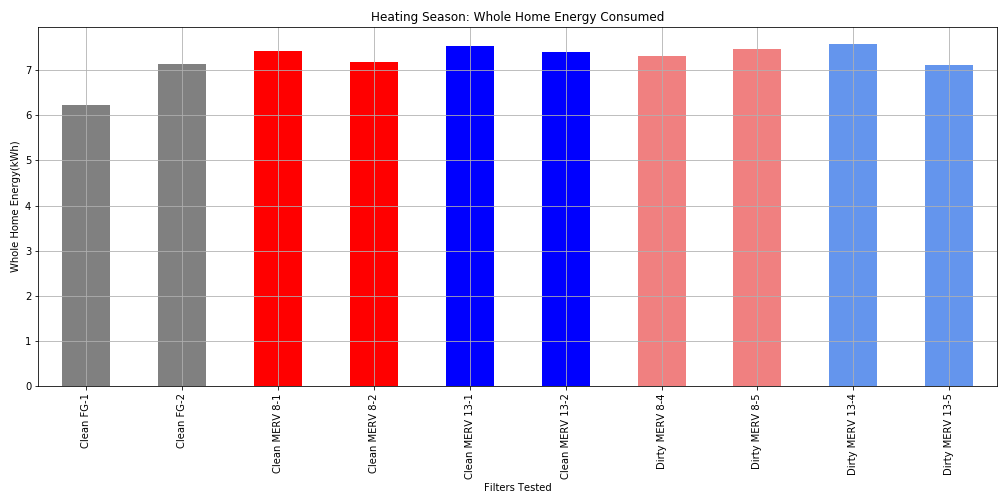 Heating Season: Whole Home Energy Consumed
Whole Home Energy(kWh)
7
6
5
4
3
2
1
0
Clean FG-1
Clean FG-2
Clean MERV 8-1
Clean MERV 8-2
Clean MERV 13-1
Clean MERV 13-2
Dirty MERV 8-4
Dirty MERV 8-5
Dirty MERV 13-4
Dirty MERV 13-5
Filters Tested